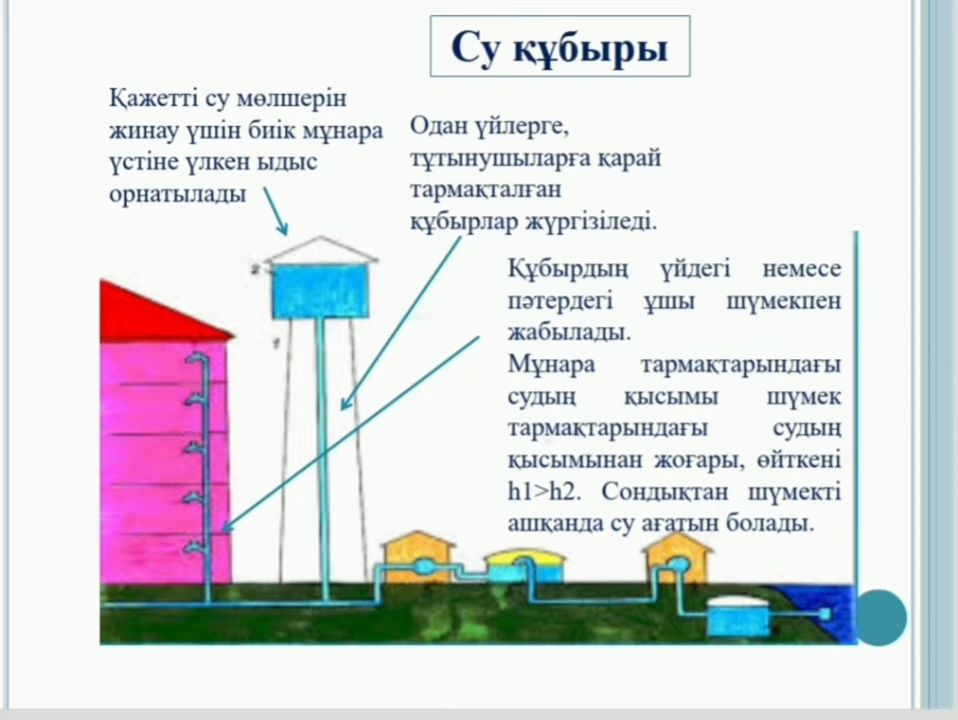 Су құбыры
Қажетті су мөлшерін
жинау үшін биік мұнара
үстіне үлкен ыдыс
орнатылады
Одан үйлерге,
тұтынушыларға қарай
тармақталған
құбырлар жүргізіледі.
Құбырдың үйдегі немесе
пәтердегі ұшы шүмекпен
жабылады.
Мұнара тармақтарындағы
судың қысымы шүмек
тармақтарындағы судың
қысымынан жоғары, өйткені
h1>h2. Сондықтан шүмекті
ашқанда су ағатын болады.
2
1